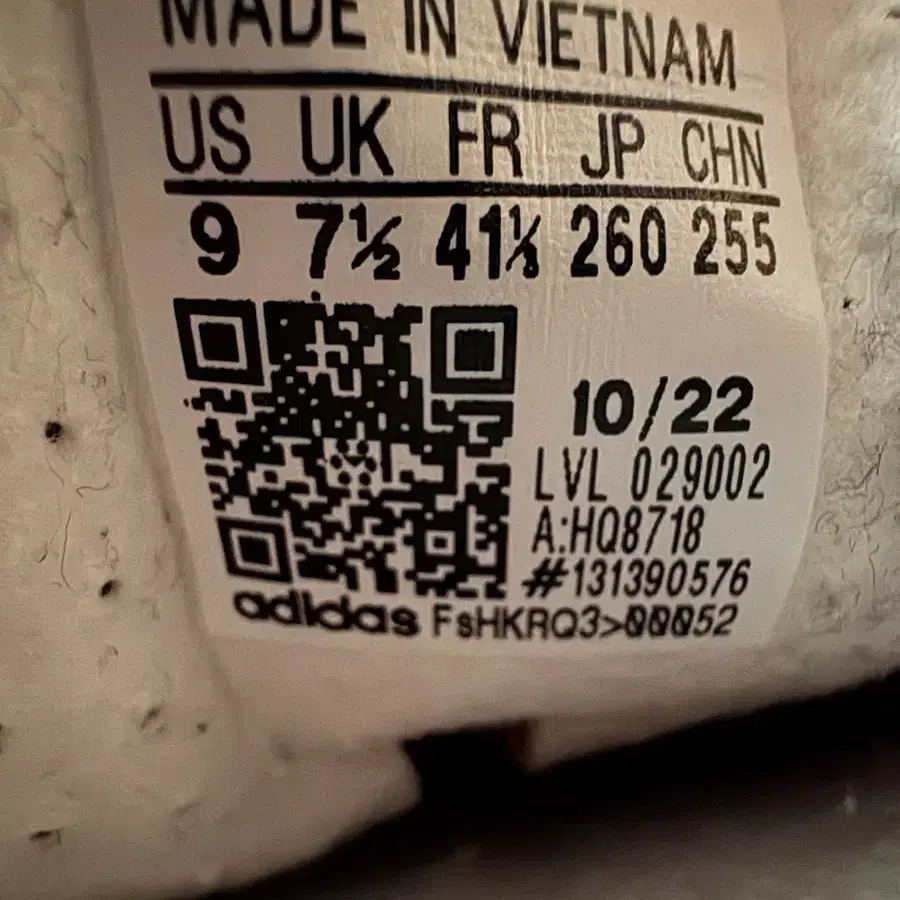 MADE IN VIETNAM
US UK FR JP CHN
9 7½ 41⅓ 260 255
10/22
LVL 029002
A:HQ8718
#131390576
adidas FsHKRQ3>00052